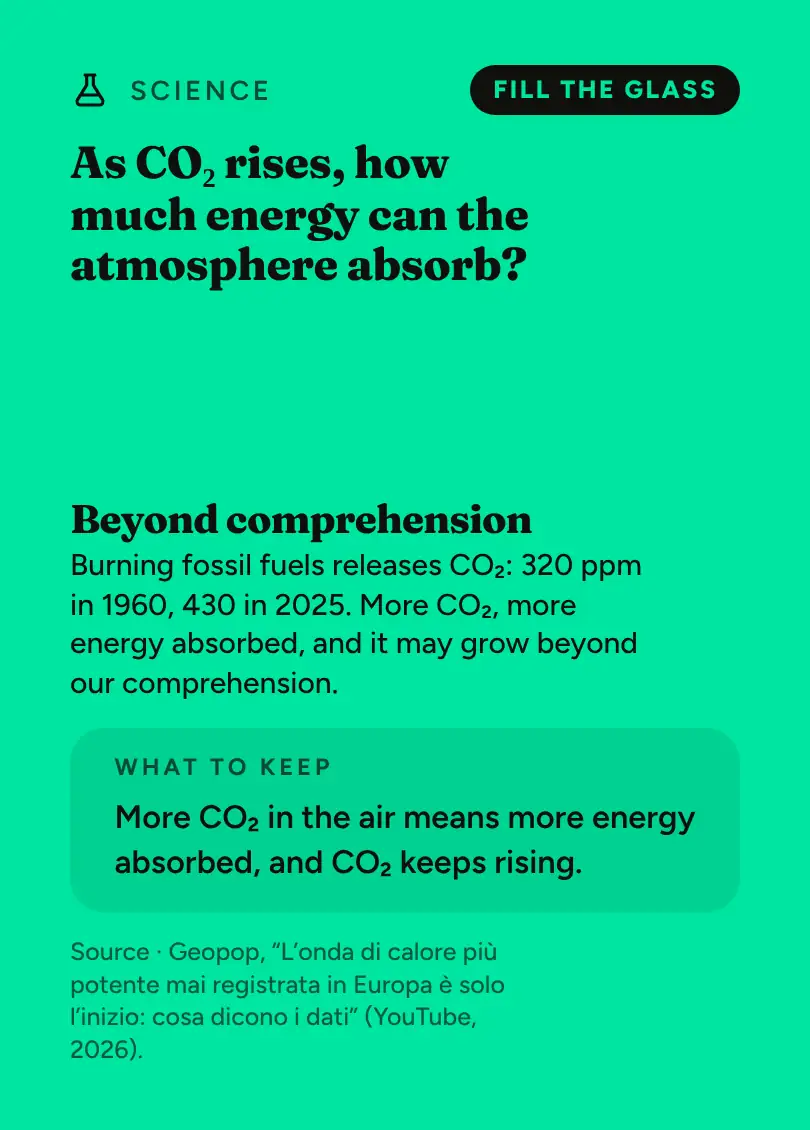 SCIENCE
FILL THE GLASS
As CO₂ rises, how
much energy can the
atmosphere absorb?
Beyond comprehension
Burning fossil fuels releases CO₂: 320 ppm
in 1960, 430 in 2025. More CO₂, more
energy absorbed, and it may grow beyond
our comprehension.
WHAT TO KEEP
More CO₂ in the air means more energy
absorbed, and CO₂ keeps rising.
Source · Geopop, “L’onda di calore più
potente mai registrata in Europa è solo
l’inizio: cosa dicono i dati” (YouTube,
2026).